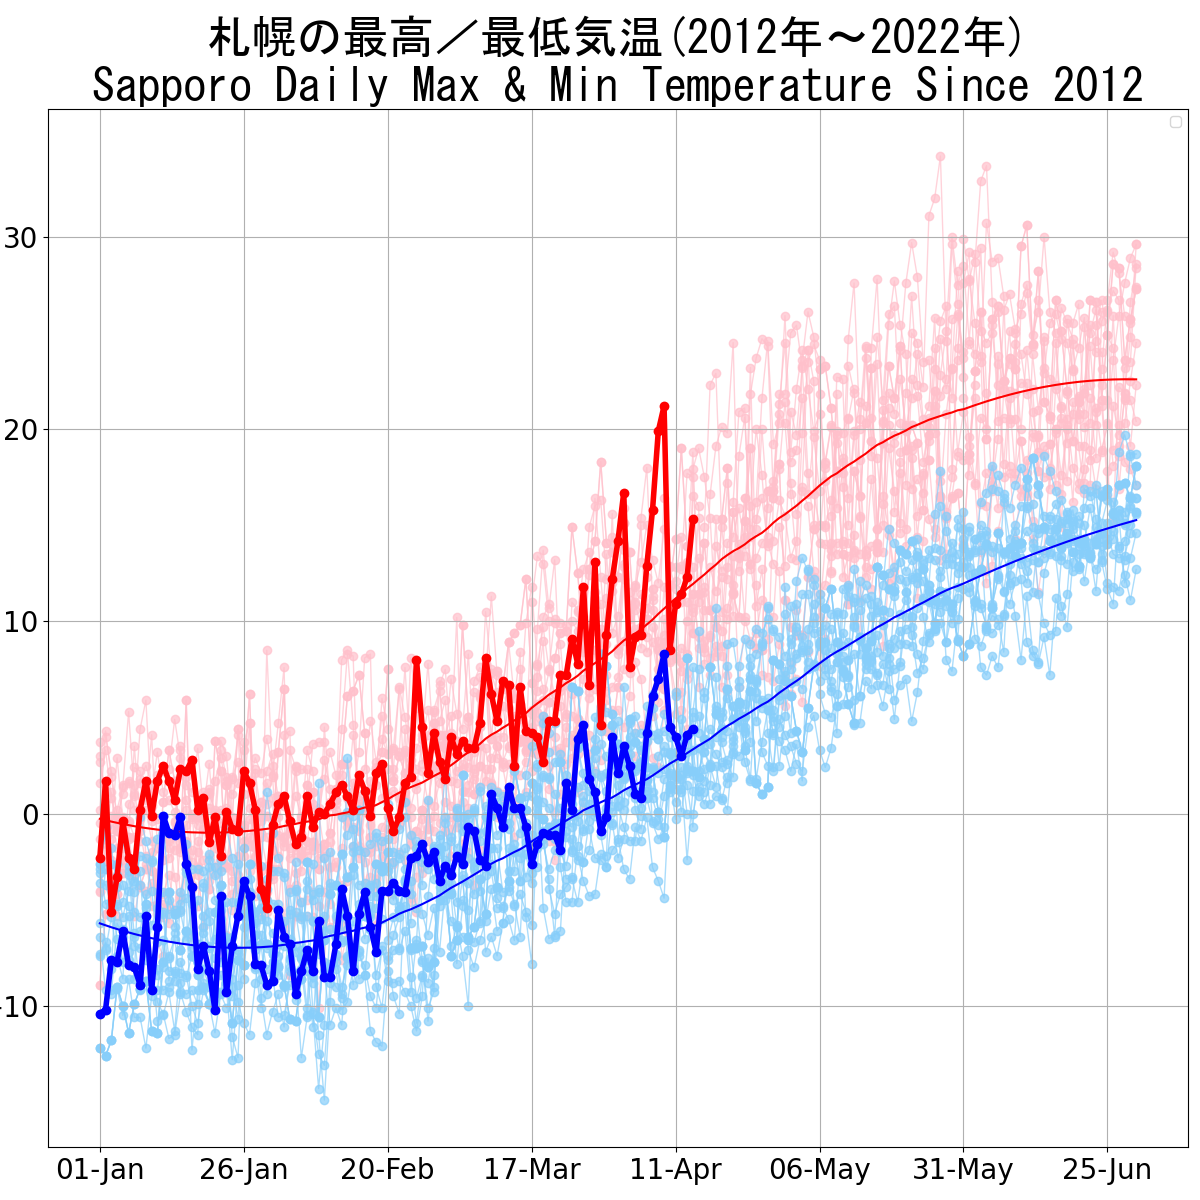 札幌の最高／最低気温(2012年～2022年)
Sapporo Daily Max & Min Temperature Since 2012
30
20
10
0
-10
01-Jan 26-Jan 20-Feb 17-Mar 11-Apr 06-May 31-May 25-Jun